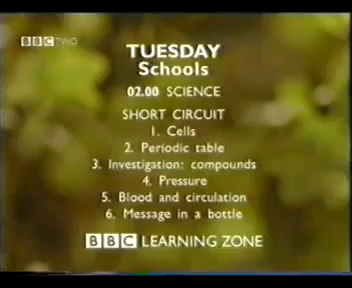 BBC TWO
TUESDAY
Schools
02.00 SCIENCE
SHORT CIRCUIT
1. Cells
2. Periodic table
3. Investigation: compounds
4. Pressure
5. Blood and circulation
6. Message in a bottle
BBC LEARNING ZONE